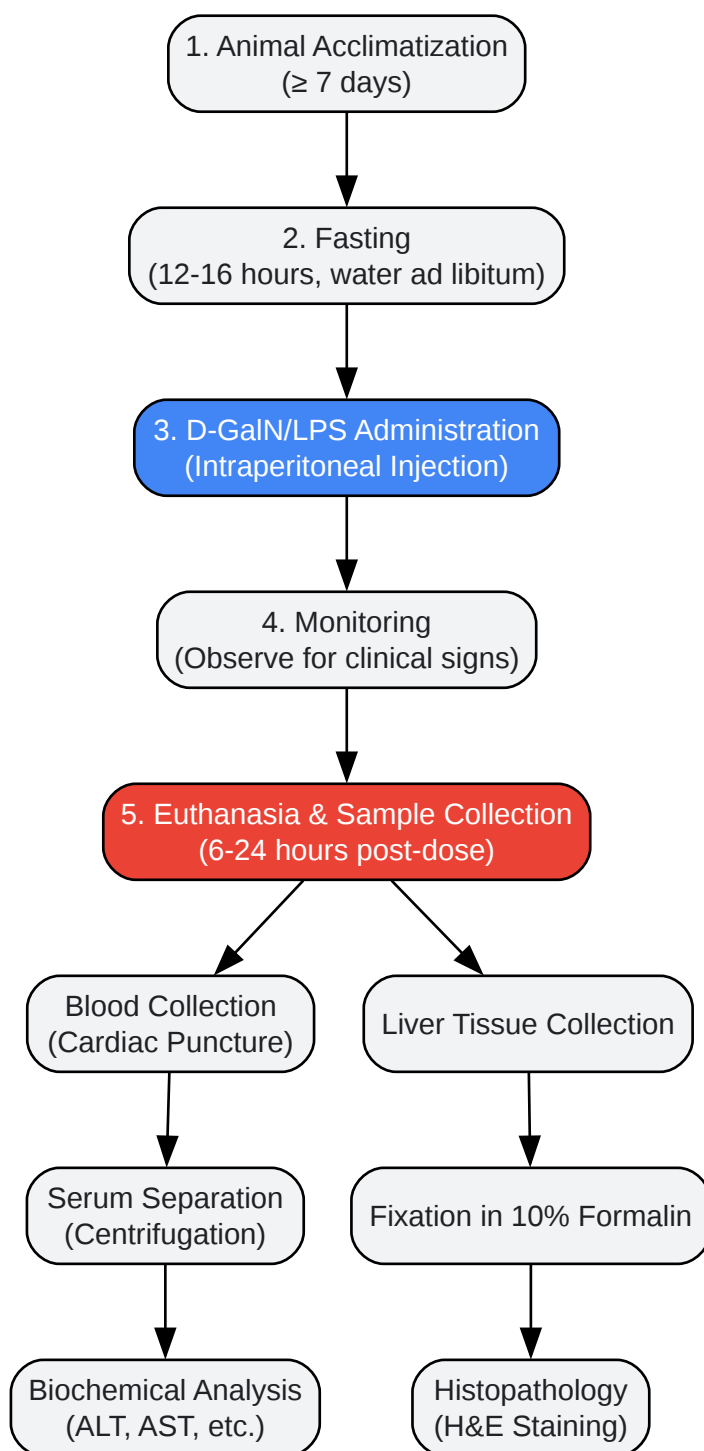 1. Animal Acclimatization
(≥ 7 days)
2. Fasting
(12-16 hours, water ad libitum)
3. D-GalN/LPS Administration
(Intraperitoneal Injection)
4. Monitoring
(Observe for clinical signs)
5. Euthanasia & Sample Collection
(6-24 hours post-dose)
Blood Collection
(Cardiac Puncture)
Liver Tissue Collection
Serum Separation
(Centrifugation)
Fixation in 10% Formalin
Biochemical Analysis
(ALT, AST, etc.)
Histopathology
(H&E Staining)